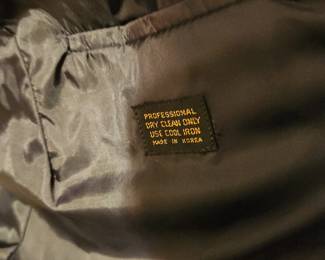 PROFESSIONAL
DRY CLEAN ONLY
USE COOL IRON
MADE IN KOREA